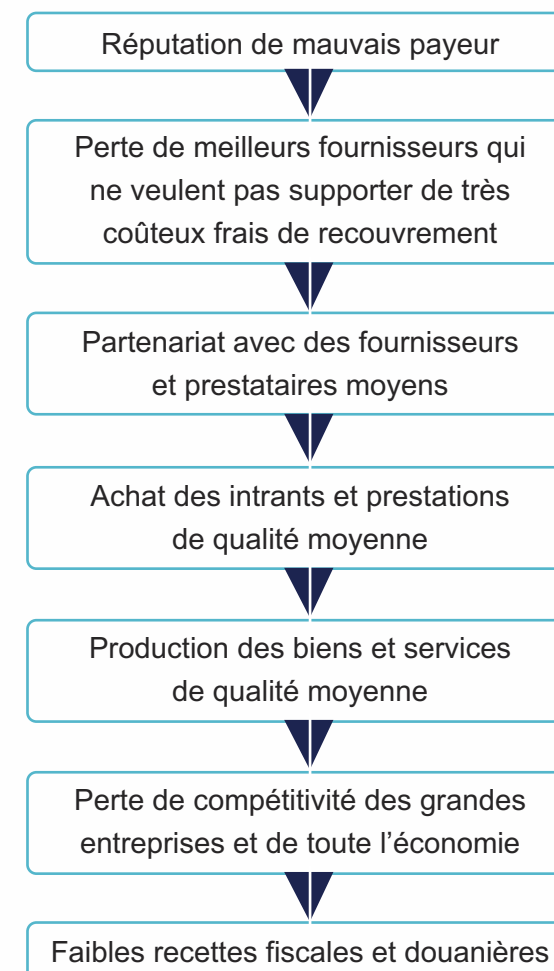 Réputation de mauvais payeur
Perte de meilleurs fournisseurs qui
ne veulent pas supporter de très
coûteux frais de recouvrement
Partenariat avec des fournisseurs
et prestataires moyens
Achat des intrants et prestations
de qualité moyenne
Production des biens et services
de qualité moyenne
Perte de compétitivité des grandes
entreprises et de toute l’économie
Faibles recettes fiscales et douanières